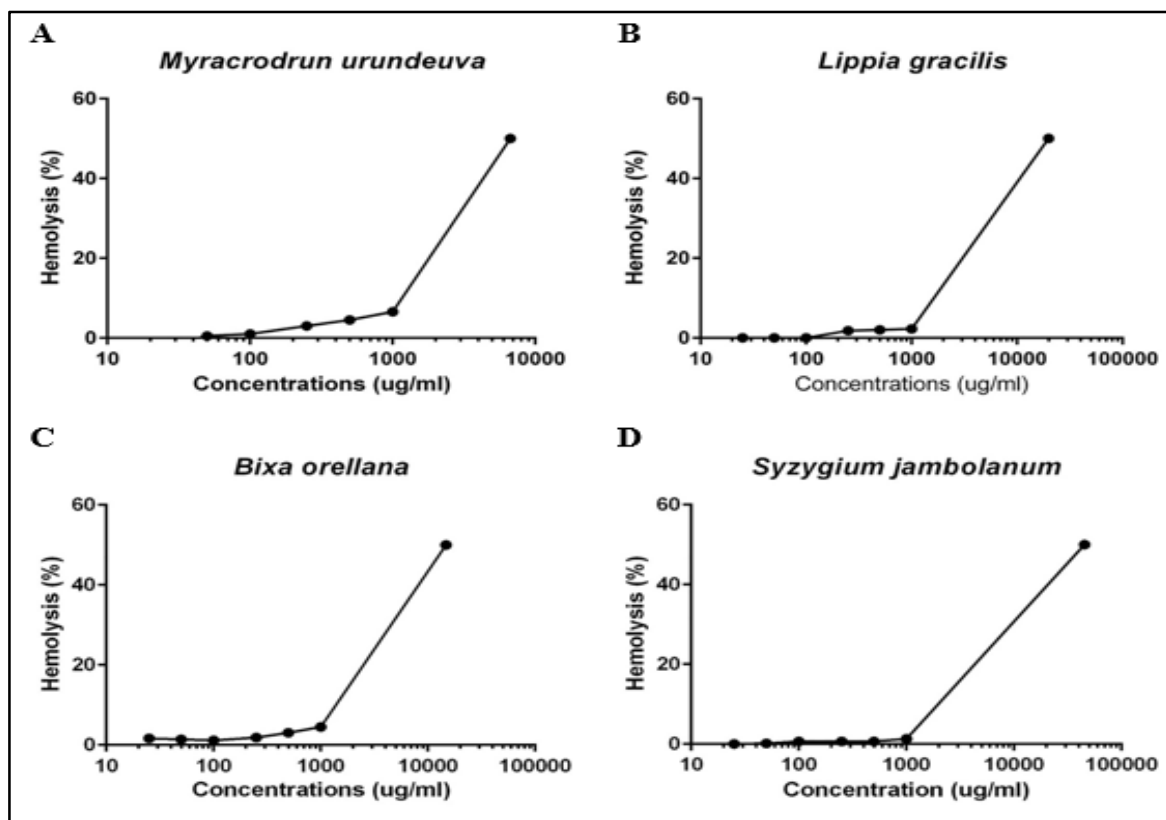 A
Myracrodrun urundeuva
60
40
20
0
Hemolysis (%)
10 100 1000 10000
Concentrations (ug/ml)
B
Lippia gracilis
60
40
20
0
Hemolysis (%)
10 100 1000 10000 100000
Concentrations (ug/ml)
C
Bixa orellana
60
40
20
0
Hemolysis (%)
10 100 1000 10000 100000
Concentrations (ug/ml)
D
Syzygium jambolanum
60
40
20
0
Hemolysis (%)
10 100 1000 10000 100000
Concentration (ug/ml)